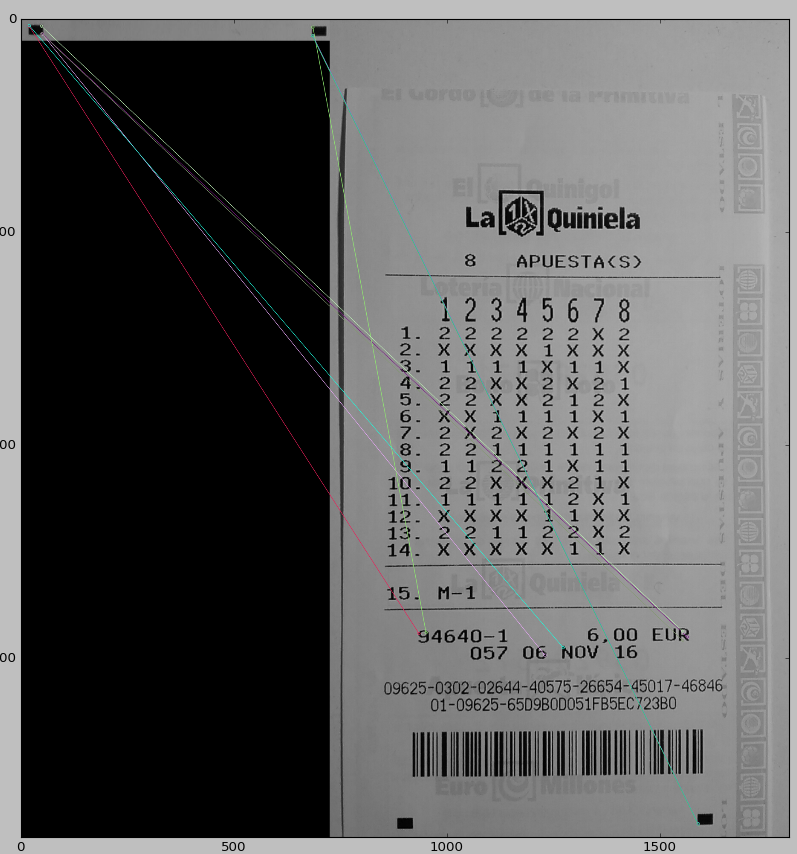 0
El Gordo de la Primitiva
El Quinigol
La 1X2 Quiniela
8 APUESTA(S)
Lotería Nacional
1 2 3 4 5 6 7 8
1. 2 2 2 2 2 2 X 2
2. X X X X 1 X X X
3. 1 1 1 1 X 1 1
4. 2 2 X 2 X 1
5. 2 2 X X 2 1 2
6. X X 1 1 1 1 X 1
7. 2 X 2 X X X 2 X
8. 2 2 1 1 1 1 1 1
9. 1 1 2 2 1 X 1 1
10. 2 2 X X X 1 X X
11. 1 1 1 1 1 2 X 1
12. X X X X 1 1 X X
13. 2 2 1 1 2 2 X 2
14. X X X X X 1 1 X
La Quiniela
15. M-1
94640-1 6,00 EUR
057 06 NOV 16
09625-0302-02644-40575-26654-45017-46846
01-09625-65D9B0D051FB5EC723B0
Euro Millones
0 500 1000 1500